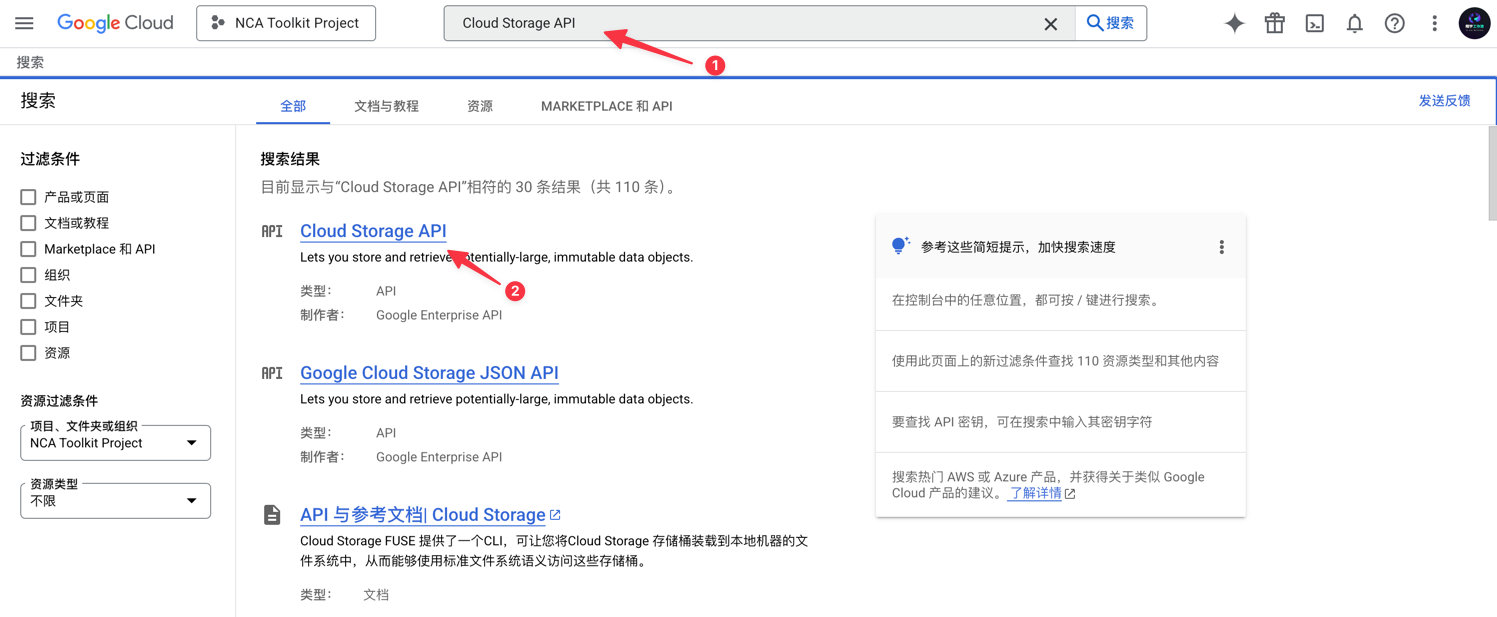 Google Cloud
NCA Toolkit Project
Cloud Storage API
搜索
1
搜索
搜索
全部
文档与教程
资源
MARKETPLACE 和 API
发送反馈
过滤条件
产品或页面
文档或教程
Marketplace 和 API
组织
文件夹
项目
资源
资源过滤条件
项目、文件夹或组织
NCA Toolkit Project
资源类型
不限
搜索结果
目前显示与“Cloud Storage API”相符的 30 条结果（共 110 条）。
API
Cloud Storage API
Lets you store and retrieve potentially-large, immutable data objects.
类型： API
制作者： Google Enterprise API
2
API
Google Cloud Storage JSON API
Lets you store and retrieve potentially-large, immutable data objects.
类型： API
制作者： Google Enterprise API
API 与参考文档| Cloud Storage
Cloud Storage FUSE 提供了一个CLI，可让您将Cloud Storage 存储桶装载到本地机器的文
件系统中，从而能够使用标准文件系统语义访问这些存储桶。
类型： 文档
参考这些简短提示，加快搜索速度
在控制台中的任意位置，都可按 / 键进行搜索。
使用此页面上的新过滤条件查找 110 资源类型和其他内容
要查找 API 密钥，可在搜索中输入其密钥字符
搜索热门 AWS 或 Azure 产品，并获得关于类似 Google
Cloud 产品的建议。 了解详情